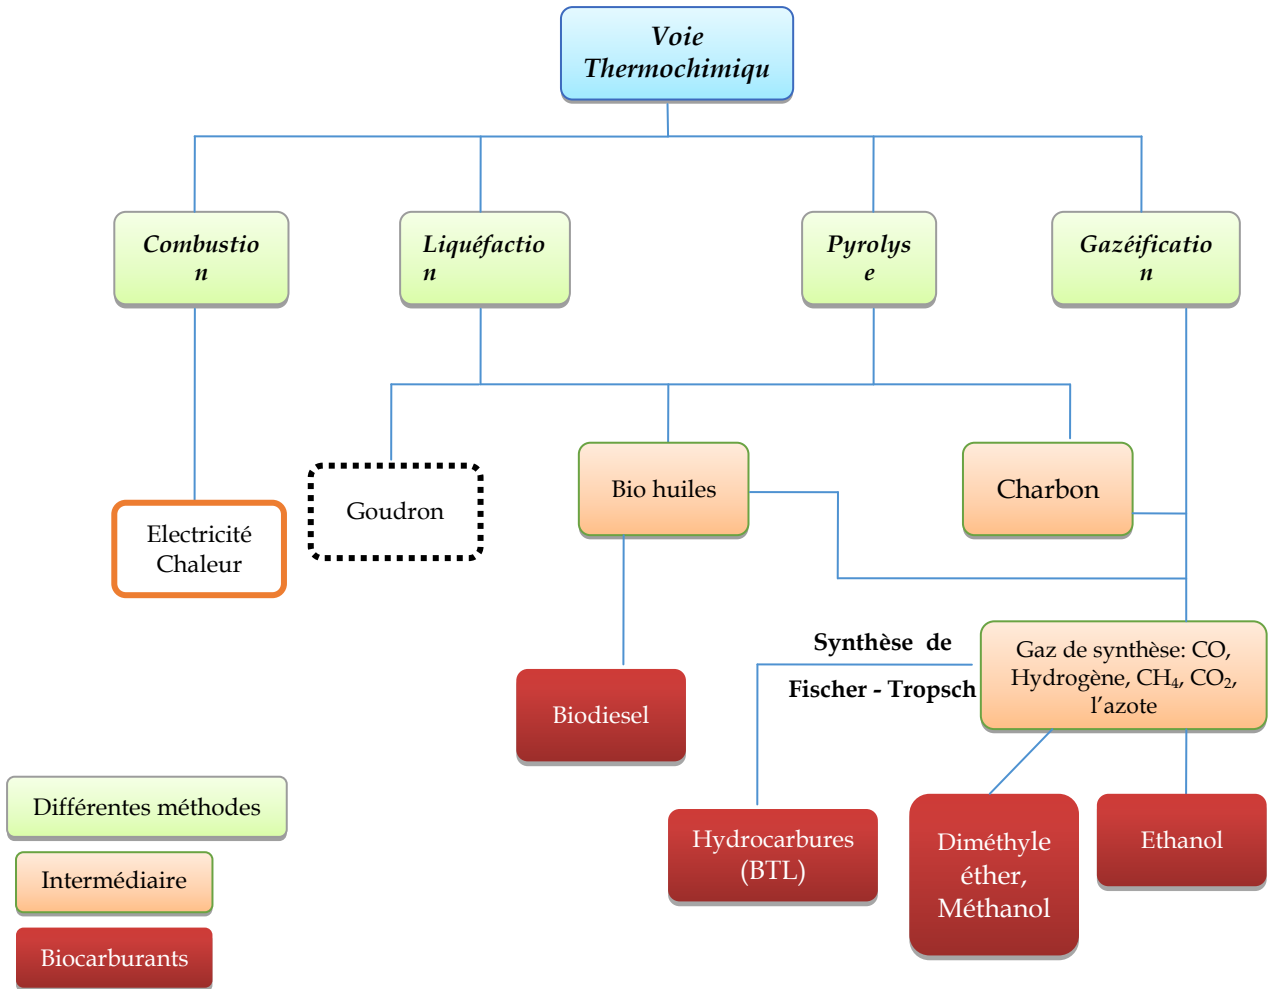 Voie
Thermochimiqu
Combustio
n
Liquéfactio
n
Pyrolys
e
Gazéificatio
n
Goudron
Bio huiles
Charbon
Electricité
Chaleur
Synthèse de
Fischer - Tropsch
Gaz de synthèse: CO,
Hydrogène, CH₄, CO₂,
l'azote
Biodiesel
Hydrocarbures
(BTL)
Diméthyle
éther,
Méthanol
Ethanol
Différentes méthodes
Intermédiaire
Biocarburants